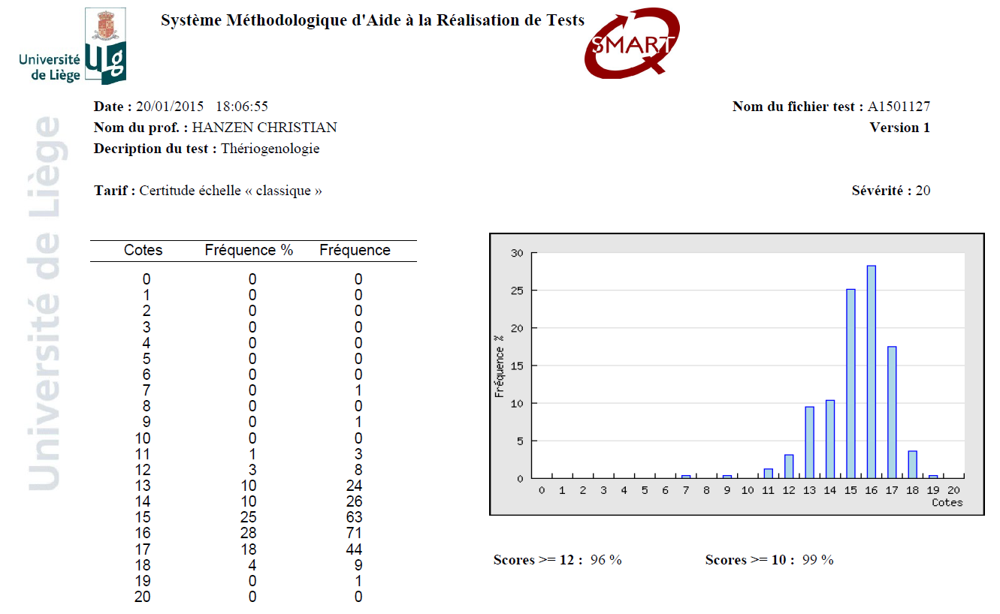 Système Méthodologique d'Aide à la Réalisation de Tests
SMART
Université
de Liège
ULg
Université de Liège
Date : 20/01/2015 18:06:55
Nom du prof. : HANZEN CHRISTIAN
Decription du test : Thériogenologie
Nom du fichier test : A1501127
Version 1
Tarif : Certitude échelle « classique »
Sévérité : 20
Cotes Fréquence % Fréquence
0 0 0
1 0 0
2 0 0
3 0 0
4 0 0
5 0 0
6 0 0
7 0 1
8 0 0
9 0 1
10 0 0
11 1 3
12 3 8
13 10 24
14 10 26
15 25 63
16 28 71
17 18 44
18 4 9
19 0 1
20 0 0
Fréquence %
30
25
20
15
10
5
0
0 1 2 3 4 5 6 7 8 9 10 11 12 13 14 15 16 17 18 19 20
Cotes
Scores >= 12 : 96 %
Scores >= 10 : 99 %